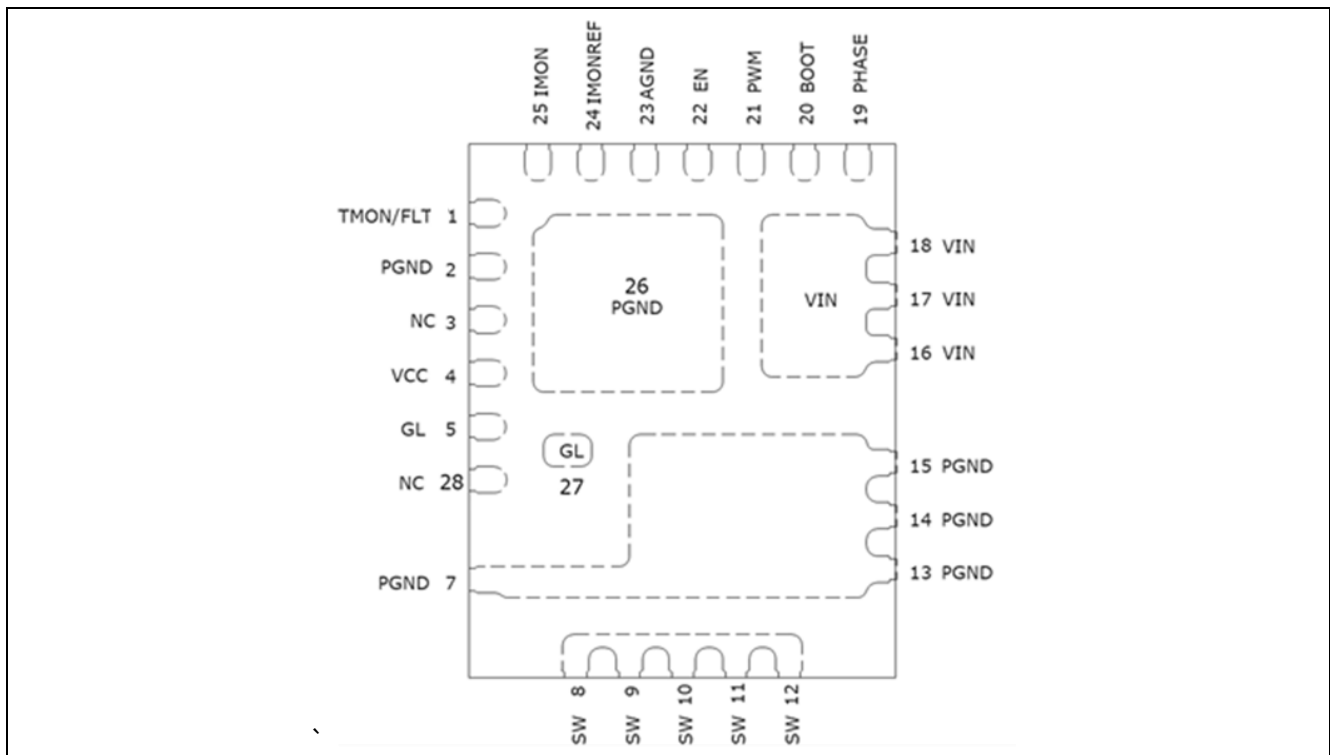 25 IMON
24 IMONREF
23 AGND
22 EN
21 PWM
20 BOOT
19 PHASE
TMON/FLT 1
PGND 2
NC 3
VCC 4
GL 5
NC 28
PGND 7
26
PGND
VIN
GL
27
18 VIN
17 VIN
16 VIN
15 PGND
14 PGND
13 PGND
SW 8
SW 9
SW 10
SW 11
SW 12